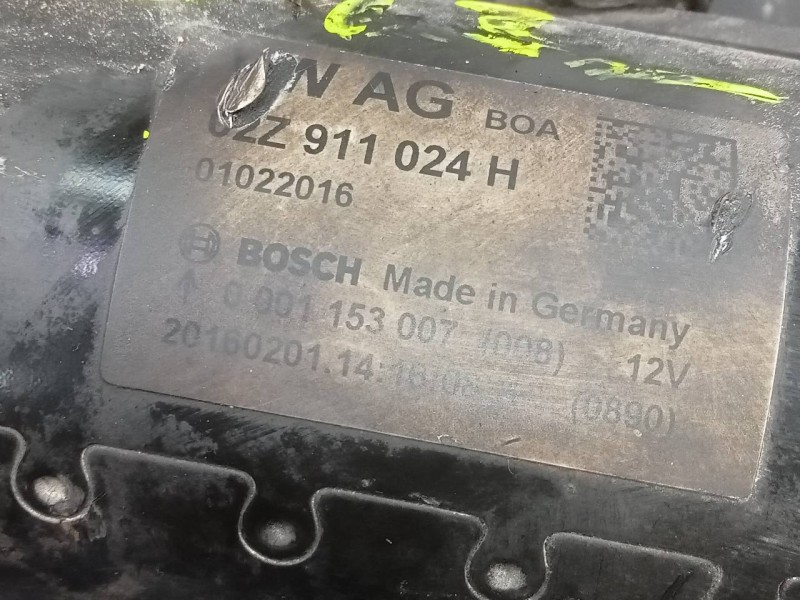 AG BOA
02Z 911 024 H
01022016
BOSCH Made in Germany
0 001 153 007 /008) 12V
20160201.14:16:08 (0890)